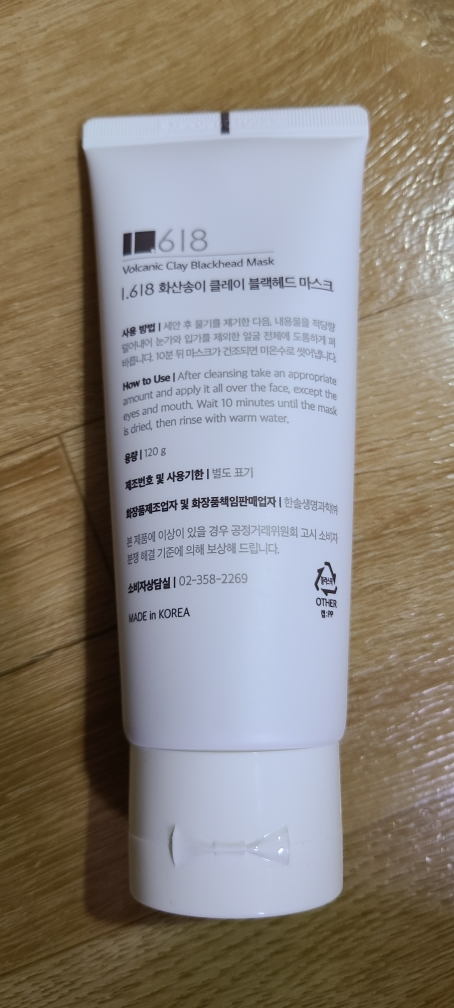 1.618
Volcanic Clay Blackhead Mask
1.618 화산송이 클레이 블랙헤드 마스크
사용 방법 | 세안 후 물기를 제거한 다음, 내용물을 적당량
덜어내어 눈가와 입가를 제외한 얼굴 전체에 도톰하게 펴
바릅니다. 10분 뒤 마스크가 건조되면 미온수로 씻어냅니다.
How to Use | After cleansing take an appropriate
amount and apply it all over the face, except the
eyes and mouth. Wait 10 minutes until the mask
is dried, then rinse with warm water.
용량 | 120 g
제조번호 및 사용기한 | 별도 표기
화장품제조업자 및 화장품책임판매업자 | 한솔생명과학㈜
본 제품에 이상이 있을 경우 공정거래위원회 고시 소비자
분쟁 해결 기준에 의해 보상해 드립니다.
소비자상담실 | 02-358-2269
MADE in KOREA
플라스틱
OTHER
캡:PP